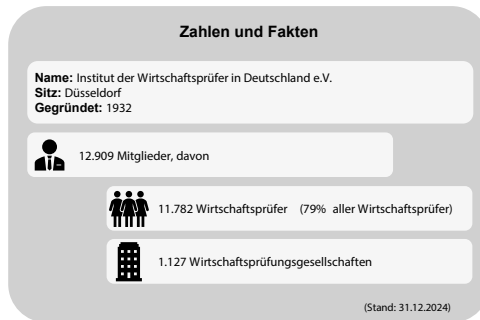 Zahlen und Fakten
Name: Institut der Wirtschaftsprüfer in Deutschland e.V.
Sitz: Düsseldorf
Gegründet: 1932
12.909 Mitglieder, davon
11.782 Wirtschaftsprüfer (79% aller Wirtschaftsprüfer)
1.127 Wirtschaftsprüfungsgesellschaften
(Stand: 31.12.2024)